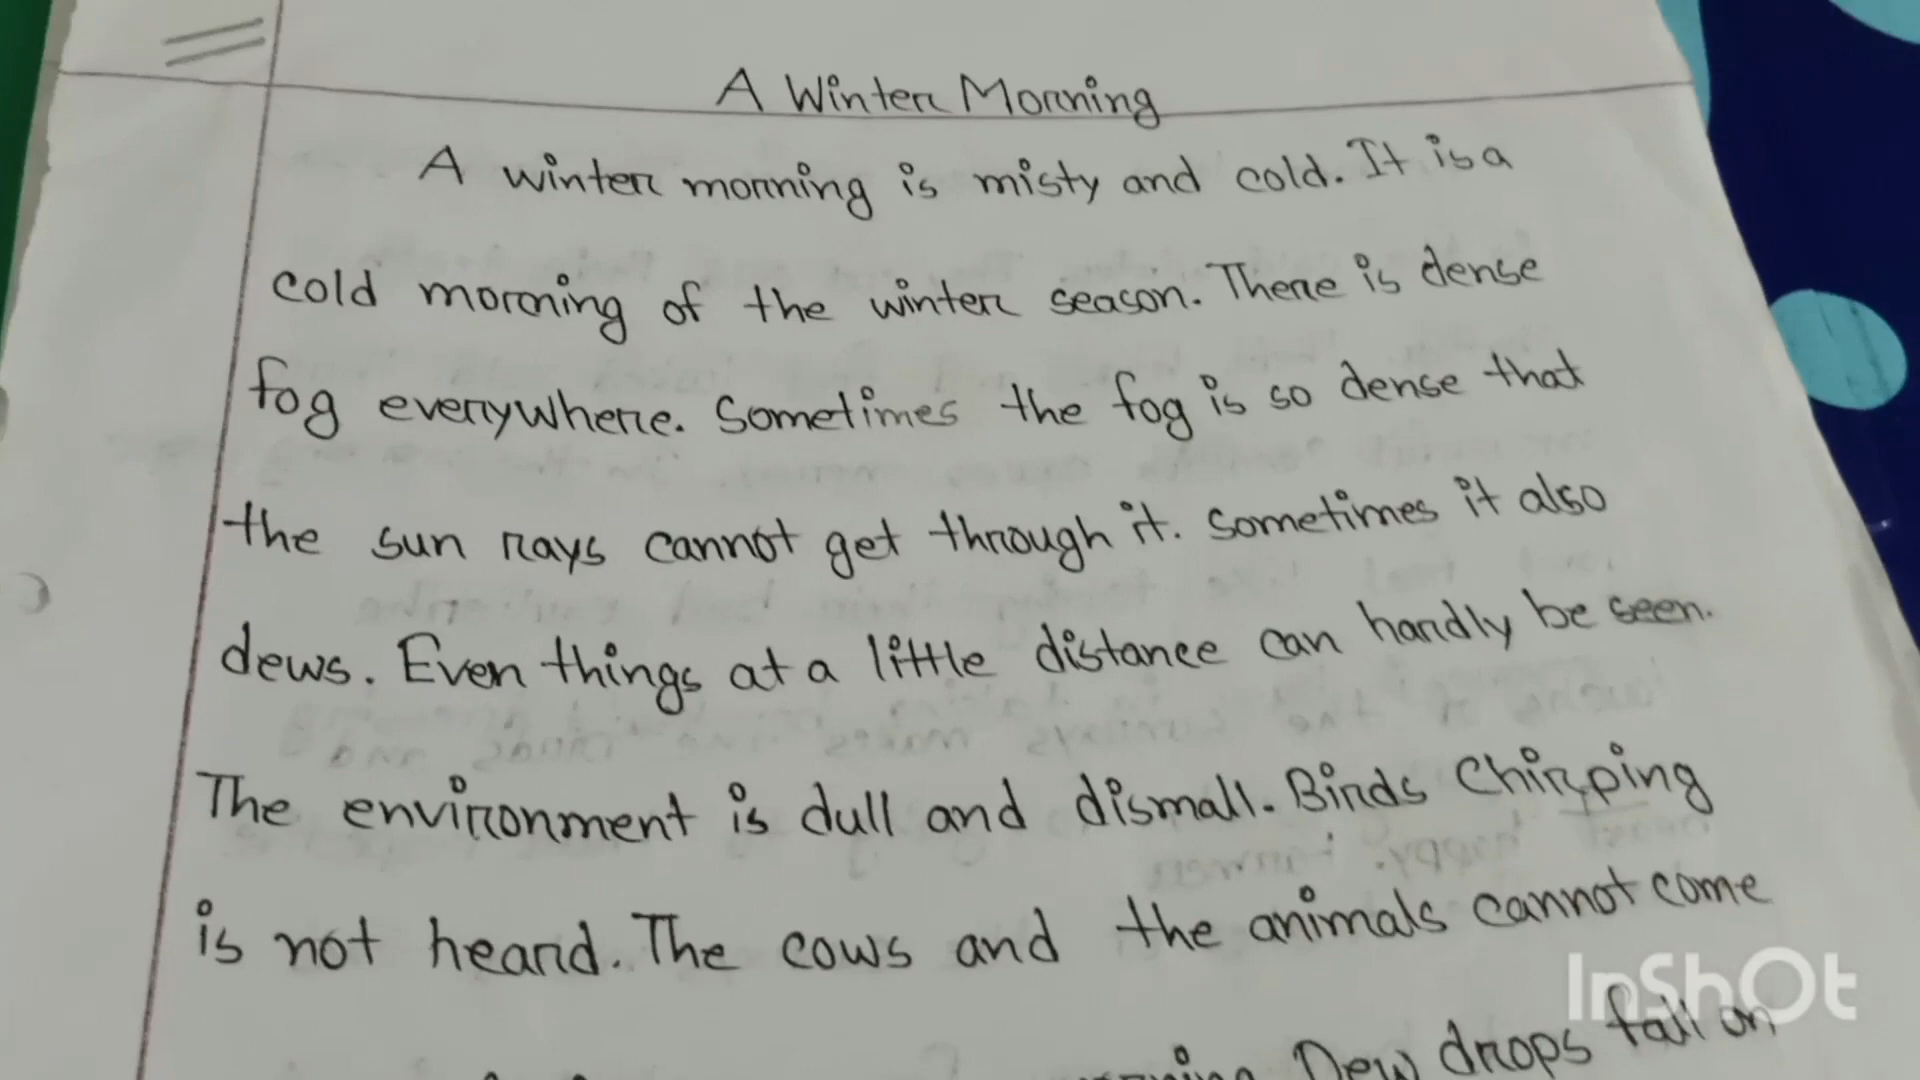 A Winter Morning
A winter morning is misty and cold. It is a
cold morning of the winter season. There is dense
fog everywhere. Sometimes the fog is so dense that
the sun rays cannot get through it. Sometimes it also
dews. Even things at a little distance can hardly be seen.
The environment is dull and dismall. Birds Chirping
is not heard. The cows and the animals cannot come
Dew drops fall on
InShOt